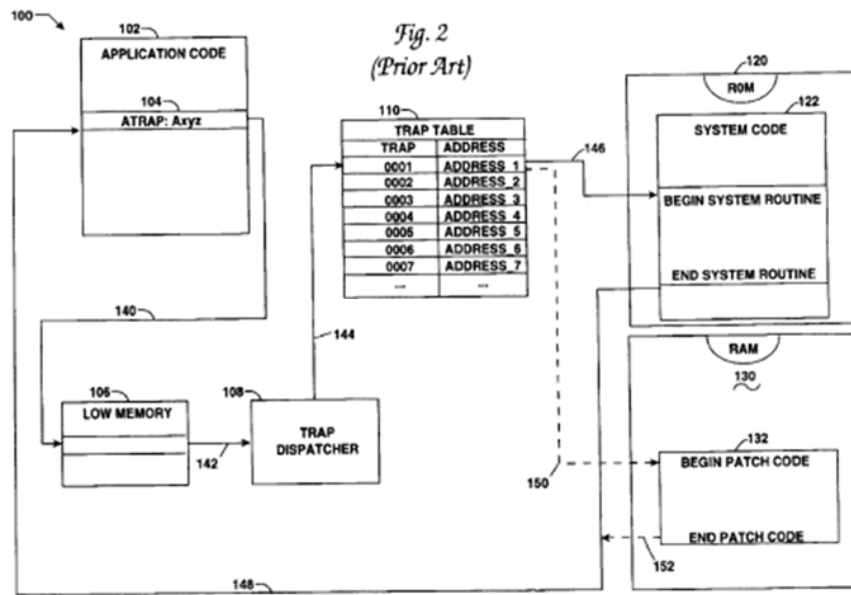 Fig. 2
(Prior Art)
100
102
APPLICATION CODE
104
ATRAP: Axyz
110
TRAP TABLE
TRAP ADDRESS
0001 ADDRESS_1
0002 ADDRESS_2
0003 ADDRESS_3
0004 ADDRESS_4
0005 ADDRESS_5
0006 ADDRESS_6
0007 ADDRESS_7
... ...
146
120
ROM
122
SYSTEM CODE
BEGIN SYSTEM ROUTINE
END SYSTEM ROUTINE
140
144
106
LOW MEMORY
142
108
TRAP
DISPATCHER
RAM
130
132
BEGIN PATCH CODE
END PATCH CODE
150
152
148